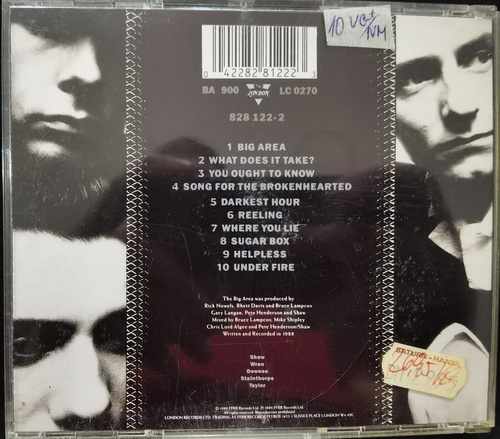 10 VG+
NM
0 42282 81222 3
BA 900
LONDON
LC 0270
828 122-2
1 BIG AREA
2 WHAT DOES IT TAKE?
3 YOU OUGHT TO KNOW
4 SONG FOR THE BROKENHEARTED
5 DARKEST HOUR
6 REELING
7 WHERE YOU LIE
8 SUGAR BOX
9 HELPLESS
10 UNDER FIRE
The Big Area was produced by
Rick Nowels, Rhett Davis and Bruce Lampcov
Gary Langan, Pete Henderson and Shaw
Mixed by Bruce Lampcov, Mike Shipley
Chris Lord Algee and Pete Henderson/Shaw
Written and Recorded in 1988
Shaw
Wren
Downes
Stainthorpe
Taylor